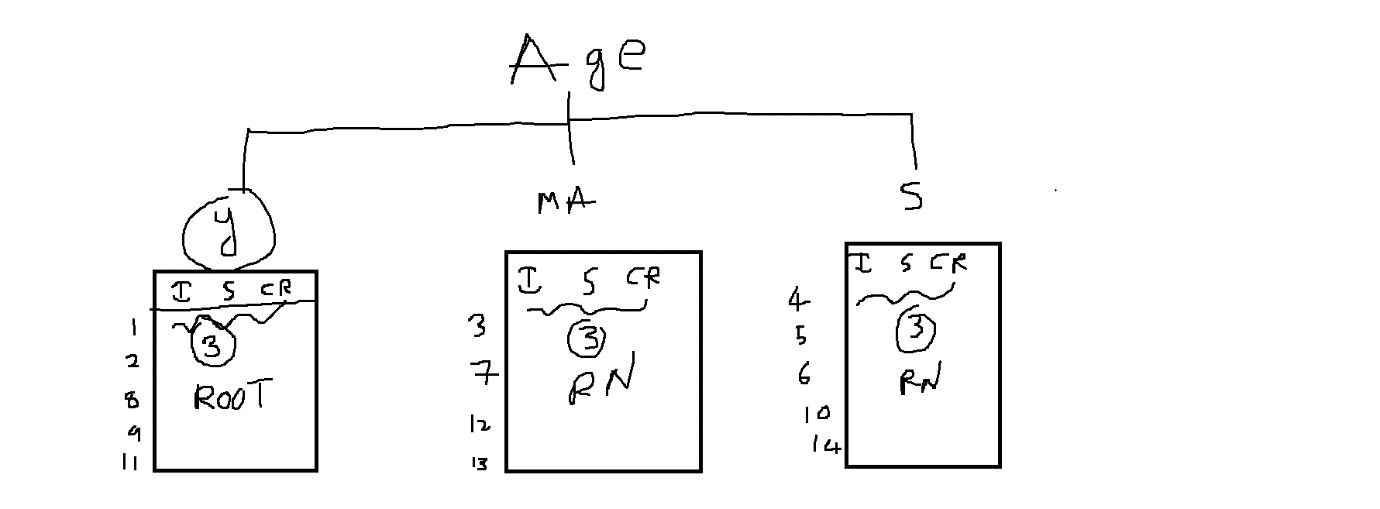 Age
y MA S
I S CR I S CR I S CR
1 3 4
3 3 3
2 7 5
ROOT RN RN
8 12 6
9 13 10
11 14